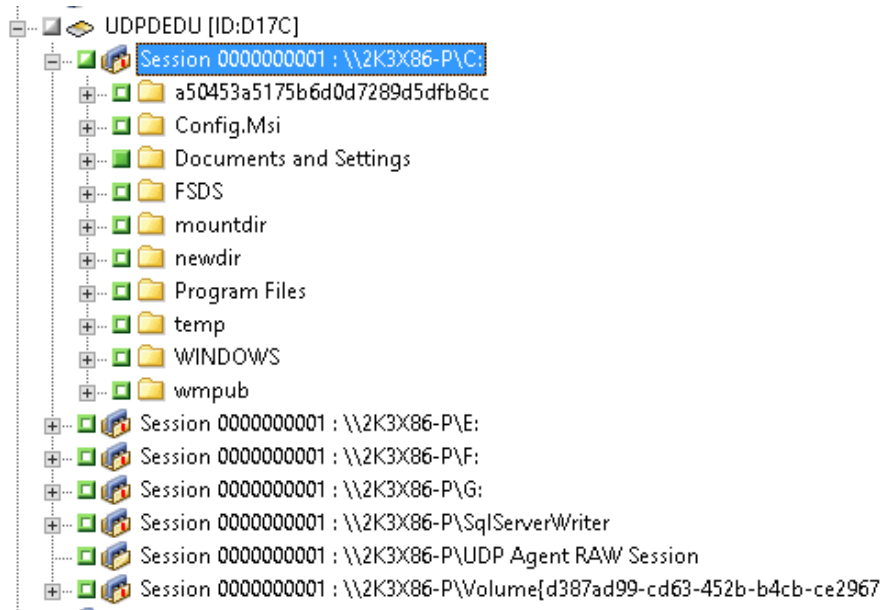 UDPDEDU [ID:D17C]
Session 0000000001 : \\2K3X86-P\C:
a50453a5175b6d0d7289d5dfb8cc
Config.Msi
Documents and Settings
FSDS
mountdir
newdir
Program Files
temp
WINDOWS
wmpub
Session 0000000001 : \\2K3X86-P\E:
Session 0000000001 : \\2K3X86-P\F:
Session 0000000001 : \\2K3X86-P\G:
Session 0000000001 : \\2K3X86-P\SqlServerWriter
Session 0000000001 : \\2K3X86-P\UDP Agent RAW Session
Session 0000000001 : \\2K3X86-P\Volume{d387ad99-cd63-452b-b4cb-ce2967